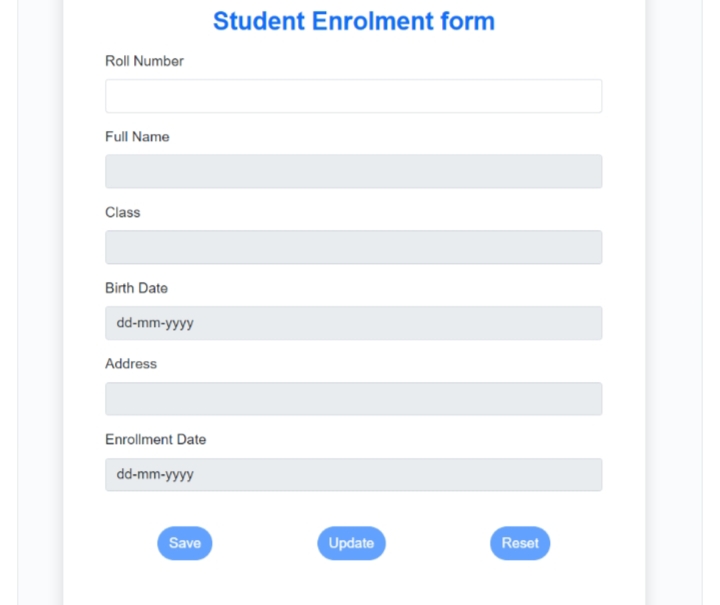 Student Enrolment form
Roll Number
Full Name
Class
Birth Date
dd-mm-yyyy
Address
Enrollment Date
dd-mm-yyyy
Save Update Reset